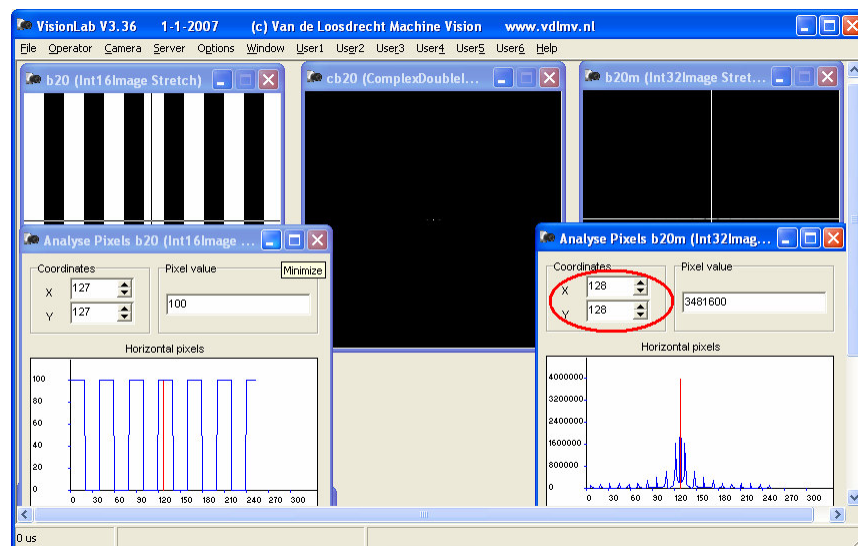 VisionLab V3.36 1-1-2007 (c) Van de Loosdrecht Machine Vision www.vdlmv.nl
File Operator Camera Server Options Window User1 User2 User3 User4 User5 User6 Help
b20 (Int16Image Stretch)
cb20 (ComplexDoubleI...
b20m (Int32Image Stret...
Analyse Pixels b20 (Int16Image ...
Minimize
Coordinates
X 127
Y 127
Pixel value
100
Horizontal pixels
100
80
60
40
20
0
0 30 60 90 120 150 180 210 240 270 300
Analyse Pixels b20m (Int32Imag...
Coordinates
X 128
Y 128
Pixel value
3481600
Horizontal pixels
4000000
3200000
2400000
1600000
800000
0
0 30 60 90 120 150 180 210 240 270 300
0 us